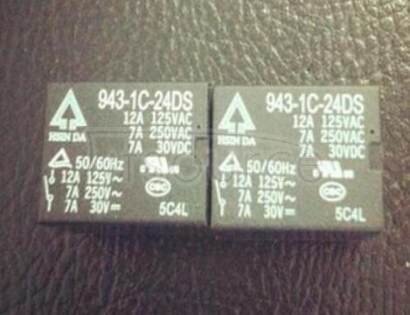 943-1C-24DS
12A 125VAC
7A 250VAC
7A 30VDC
HSIN DA
50/60Hz
12A 125V~
7A 250V~
7A 30V⎓
CQC
5C4L
943-1C-24DS
12A 125VAC
7A 250VAC
7A 30VDC
HSIN DA
50/60Hz
12A 125V~
7A 250V~
7A 30V⎓
CQC
5C4L